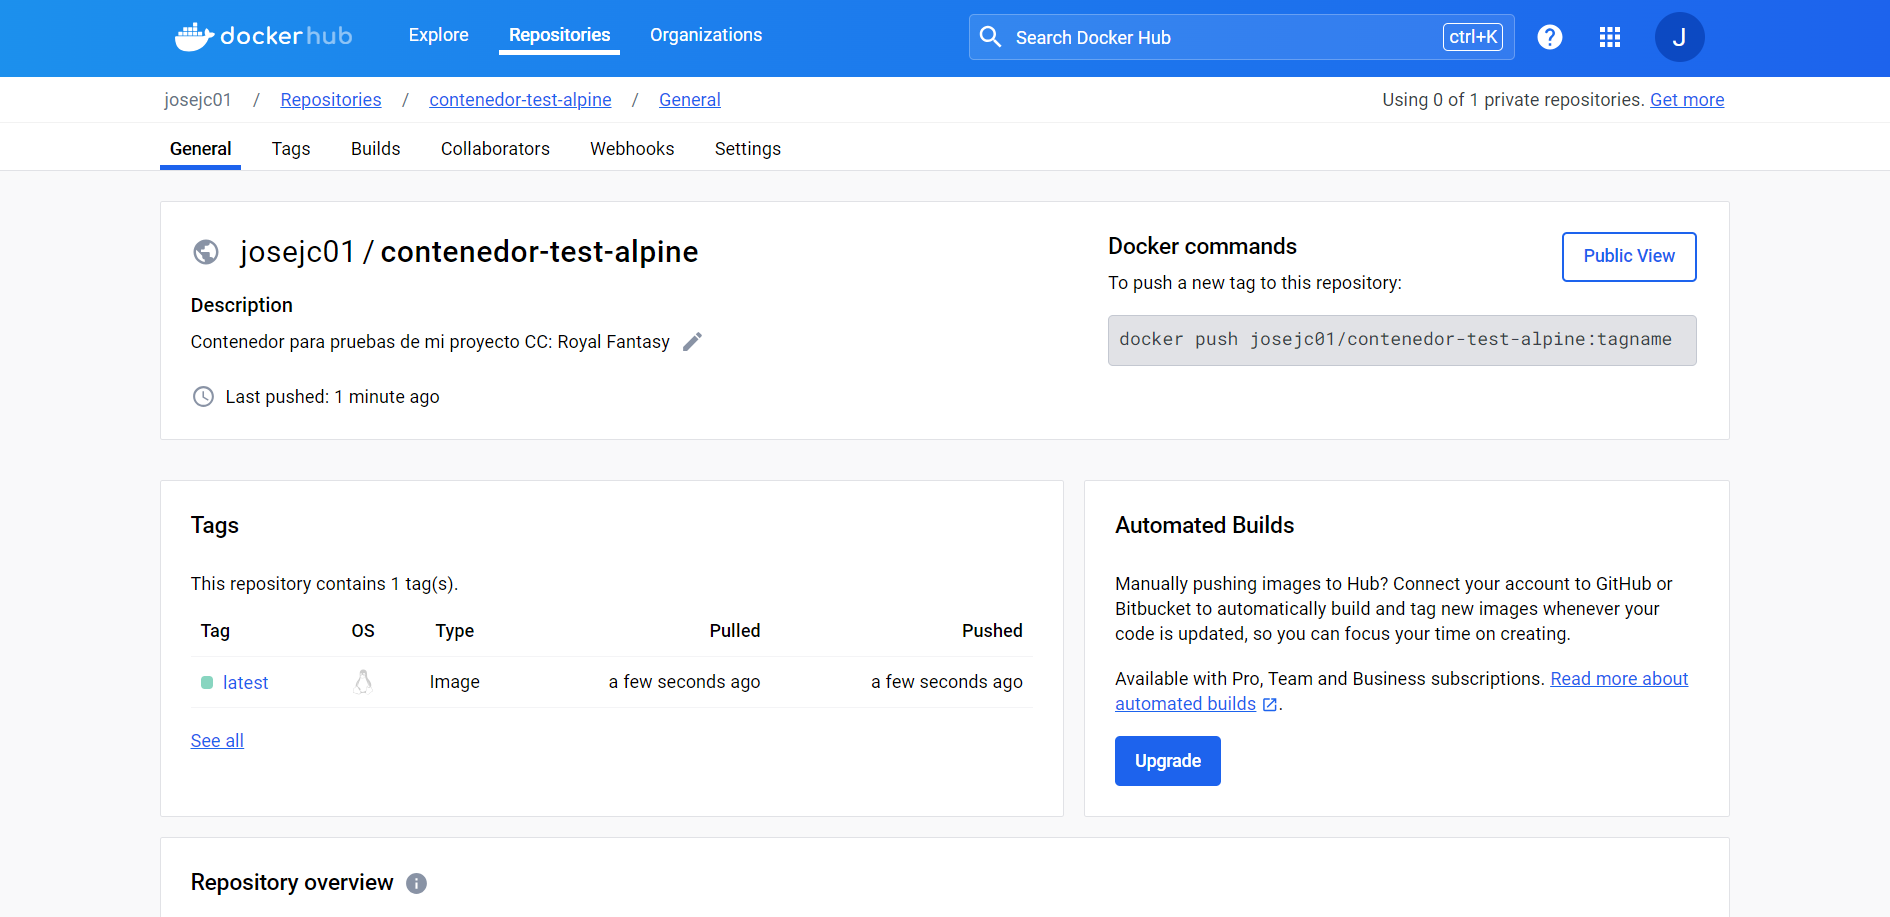 dockerhub Explore Repositories Organizations Search Docker Hub ctrl+K ? J
josejc01 / Repositories / contenedor-test-alpine / General Using 0 of 1 private repositories. Get more
General Tags Builds Collaborators Webhooks Settings
josejc01 / contenedor-test-alpine
Description
Contenedor para pruebas de mi proyecto CC: Royal Fantasy
Last pushed: 1 minute ago
Docker commands
Public View
To push a new tag to this repository:
docker push josejc01/contenedor-test-alpine:tagname
Tags
This repository contains 1 tag(s).
Tag OS Type Pulled Pushed
latest Image a few seconds ago a few seconds ago
See all
Automated Builds
Manually pushing images to Hub? Connect your account to GitHub or
Bitbucket to automatically build and tag new images whenever your
code is updated, so you can focus your time on creating.
Available with Pro, Team and Business subscriptions. Read more about
automated builds .
Upgrade
Repository overview i